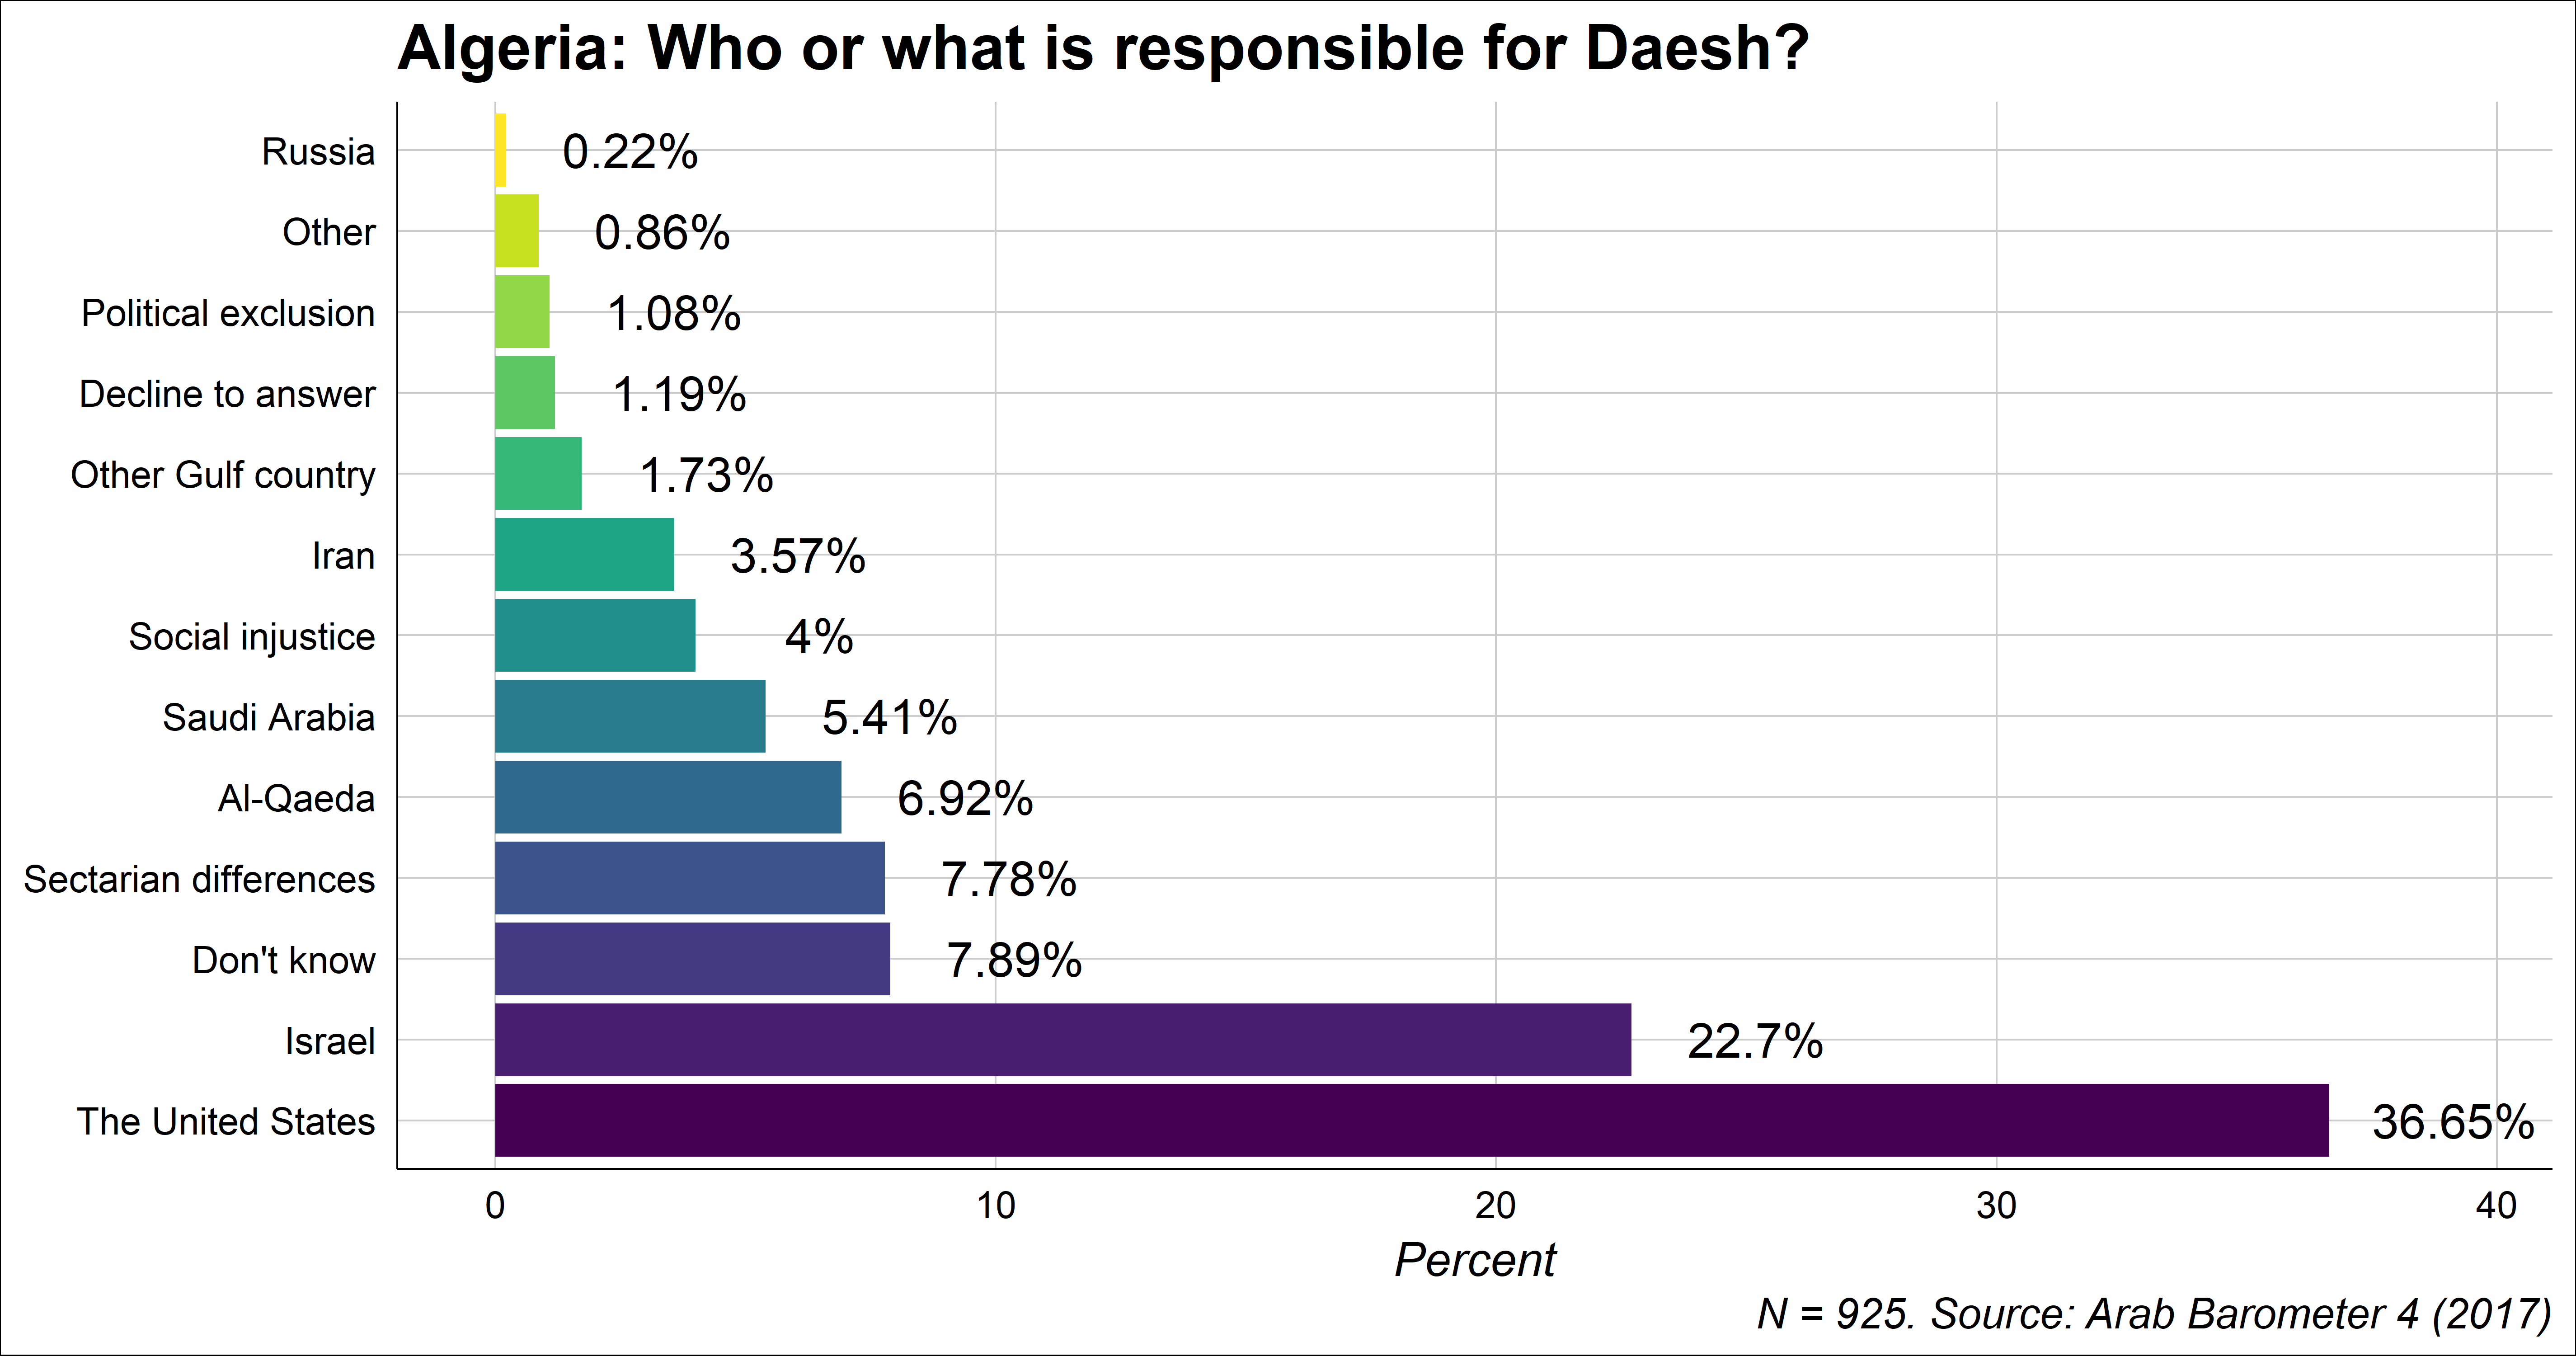 Algeria: Who or what is responsible for Daesh?
Russia 0.22%
Other 0.86%
Political exclusion 1.08%
Decline to answer 1.19%
Other Gulf country 1.73%
Iran 3.57%
Social injustice 4%
Saudi Arabia 5.41%
Al-Qaeda 6.92%
Sectarian differences 7.78%
Don't know 7.89%
Israel 22.7%
The United States 36.65%
0 10 20 30 40
Percent
N = 925. Source: Arab Barometer 4 (2017)